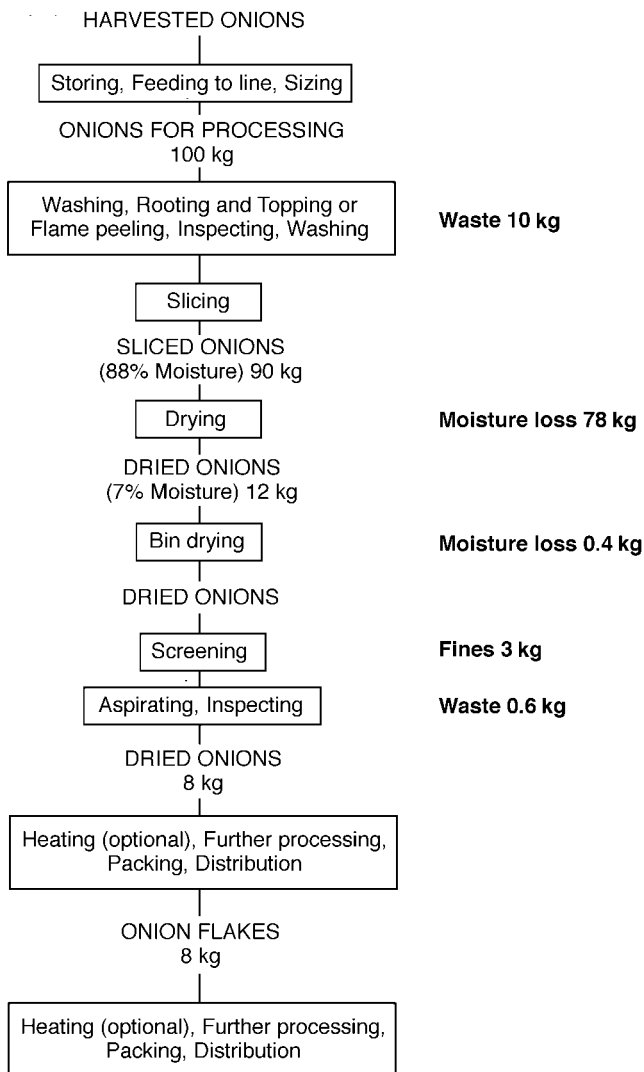 HARVESTED ONIONS
Storing, Feeding to line, Sizing
ONIONS FOR PROCESSING
100 kg
Washing, Rooting and Topping or
Flame peeling, Inspecting, Washing
Waste 10 kg
Slicing
SLICED ONIONS
(88% Moisture) 90 kg
Drying
Moisture loss 78 kg
DRIED ONIONS
(7% Moisture) 12 kg
Bin drying
Moisture loss 0.4 kg
DRIED ONIONS
Screening
Fines 3 kg
Aspirating, Inspecting
Waste 0.6 kg
DRIED ONIONS
8 kg
Heating (optional), Further processing,
Packing, Distribution
ONION FLAKES
8 kg
Heating (optional), Further processing,
Packing, Distribution